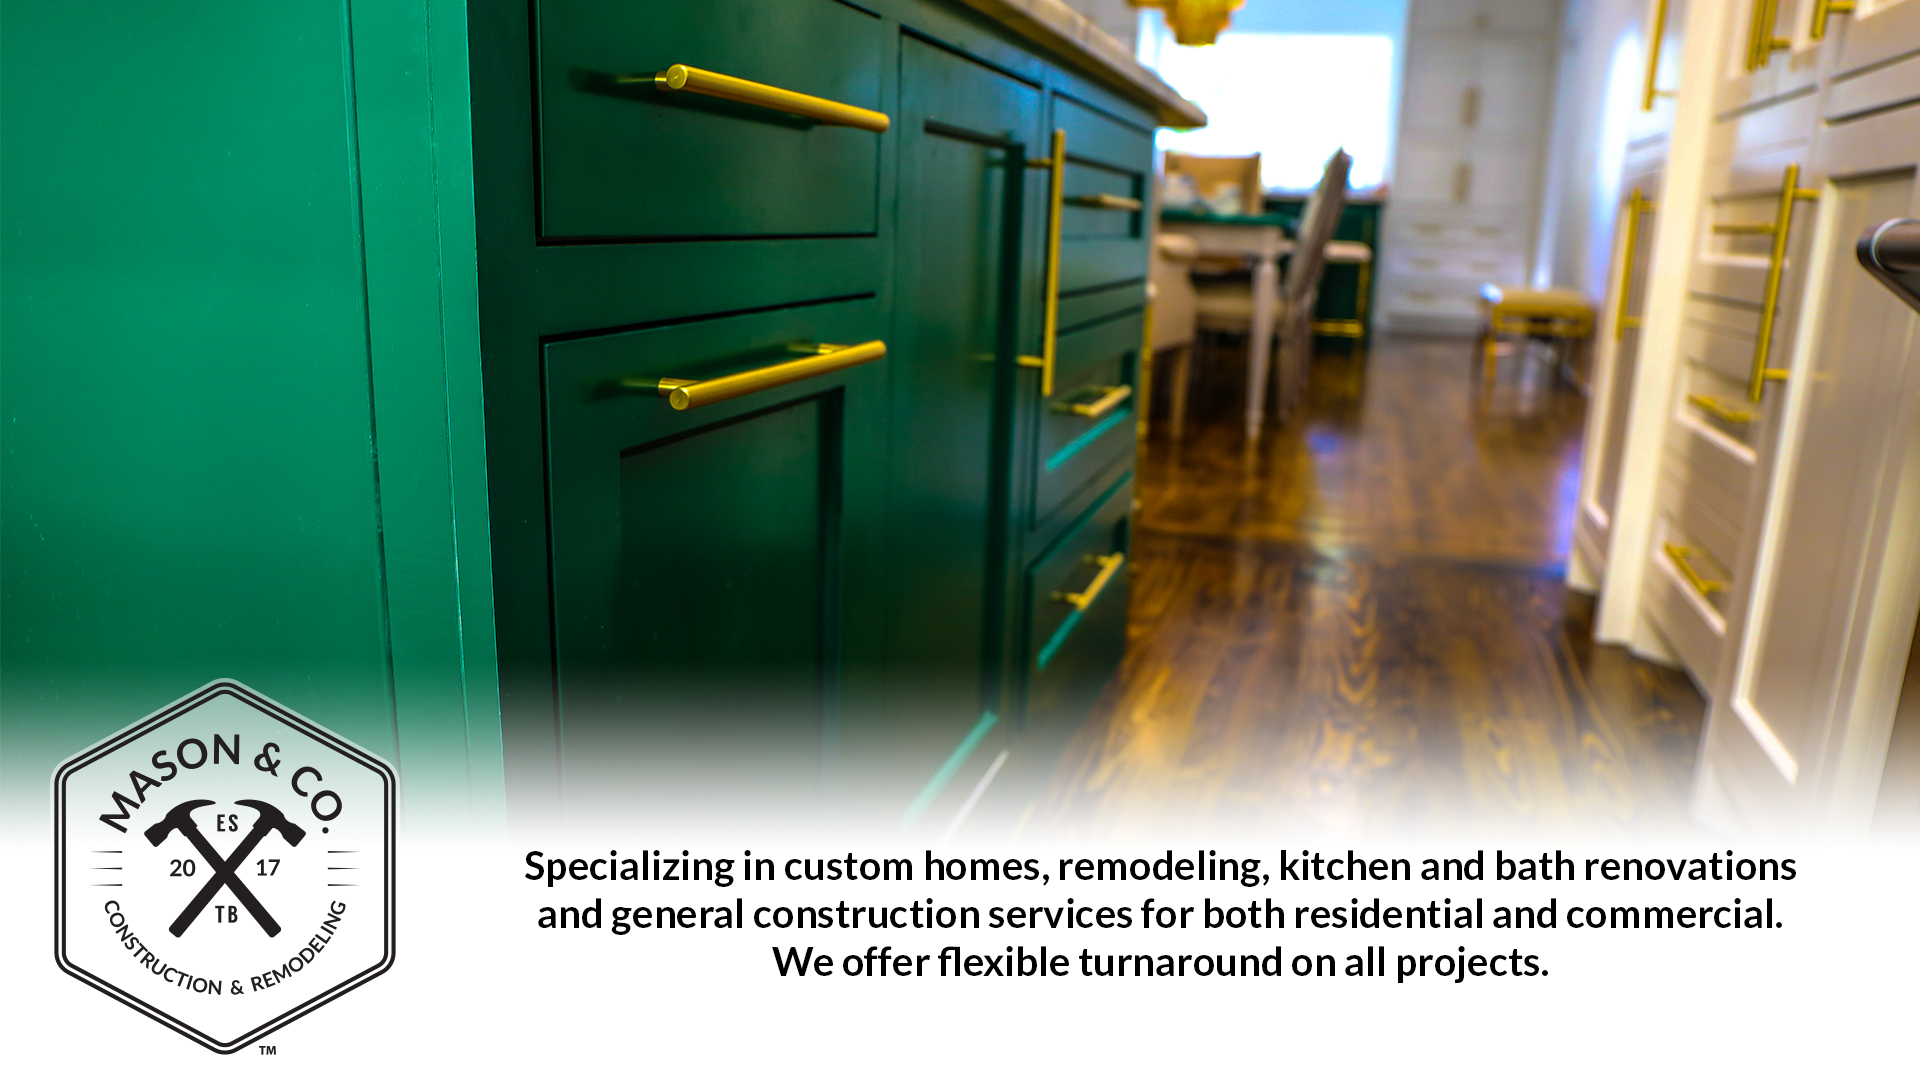 MASON & CO.
ES
20 17
TB
CONSTRUCTION & REMODELING
TM
Specializing in custom homes, remodeling, kitchen and bath renovations
and general construction services for both residential and commercial.
We offer flexible turnaround on all projects.